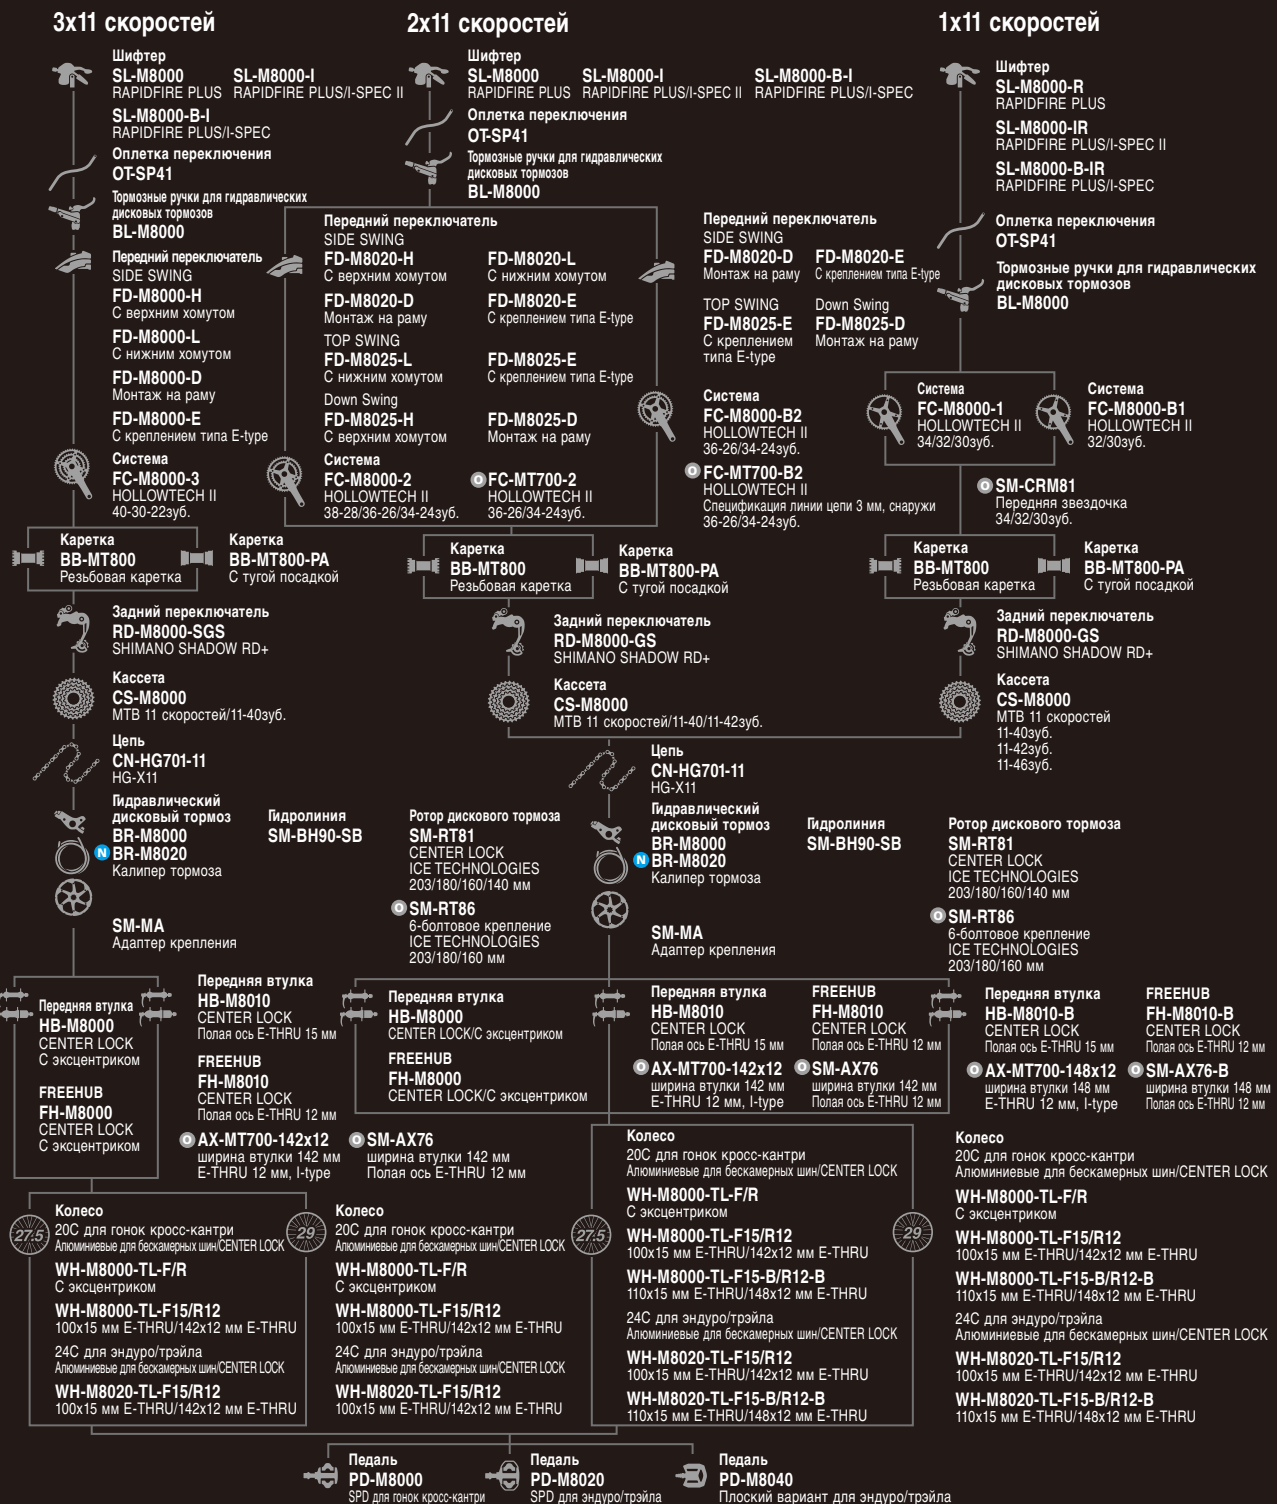 3x11 скоростей
Шифтер
SL-M8000
RAPIDFIRE PLUS
SL-M8000-I
RAPIDFIRE PLUS/I-SPEC II
SL-M8000-B-I
RAPIDFIRE PLUS/I-SPEC
Оплетка переключения
OT-SP41
Тормозные ручки для гидравлических
дисковых тормозов
BL-M8000
Передний переключатель
SIDE SWING
FD-M8000-H
С верхним хомутом
FD-M8000-L
С нижним хомутом
FD-M8000-D
Монтаж на раму
FD-M8000-E
С креплением типа E-type
Система
FC-M8000-3
HOLLOWTECH II
40-30-22зуб.
Каретка
BB-MT800
Резьбовая каретка
Каретка
BB-MT800-PA
С тугой посадкой
Задний переключатель
RD-M8000-SGS
SHIMANO SHADOW RD+
Кассета
CS-M8000
MTB 11 скоростей/11-40зуб.
Цепь
CN-HG701-11
HG-X11
Гидравлический
дисковый тормоз
BR-M8000
N BR-M8020
Калипер тормоза
Гидролиния
SM-BH90-SB
Ротор дискового тормоза
SM-RT81
CENTER LOCK
ICE TECHNOLOGIES
203/180/160/140 мм
O SM-RT86
6-болтовое крепление
ICE TECHNOLOGIES
203/180/160 мм
SM-MA
Адаптер крепления
Передняя втулка
HB-M8000
CENTER LOCK
С эксцентриком
FREEHUB
FH-M8000
CENTER LOCK
С эксцентриком
Передняя втулка
HB-M8010
CENTER LOCK
Полая ось E-THRU 15 мм
FREEHUB
FH-M8010
CENTER LOCK
Полая ось E-THRU 12 мм
O AX-MT700-142x12
ширина втулки 142 мм
E-THRU 12 мм, I-type
O SM-AX76
ширина втулки 142 мм
Полая ось E-THRU 12 мм
27.5
Колесо
20C для гонок кросс-кантри
Алюминиевые для бескамерных шин/CENTER LOCK
WH-M8000-TL-F/R
С эксцентриком
WH-M8000-TL-F15/R12
100x15 мм E-THRU/142x12 мм E-THRU
24C для эндуро/трэйла
Алюминиевые для бескамерных шин/CENTER LOCK
WH-M8020-TL-F15/R12
100x15 мм E-THRU/142x12 мм E-THRU
29
Колесо
20C для гонок кросс-кантри
Алюминиевые для бескамерных шин/CENTER LOCK
WH-M8000-TL-F/R
С эксцентриком
WH-M8000-TL-F15/R12
100x15 мм E-THRU/142x12 мм E-THRU
24C для эндуро/трэйла
Алюминиевые для бескамерных шин/CENTER LOCK
WH-M8020-TL-F15/R12
100x15 мм E-THRU/142x12 мм E-THRU
2x11 скоростей
Шифтер
SL-M8000
RAPIDFIRE PLUS
SL-M8000-I
RAPIDFIRE PLUS/I-SPEC II
SL-M8000-B-I
RAPIDFIRE PLUS/I-SPEC
Оплетка переключения
OT-SP41
Тормозные ручки для гидравлических
дисковых тормозов
BL-M8000
Передний переключатель
SIDE SWING
FD-M8020-H
С верхним хомутом
FD-M8020-L
С нижним хомутом
FD-M8020-D
Монтаж на раму
FD-M8020-E
С креплением типа E-type
TOP SWING
FD-M8025-L
С нижним хомутом
FD-M8025-E
С креплением типа E-type
Down Swing
FD-M8025-H
С верхним хомутом
FD-M8025-D
Монтаж на раму
Система
FC-M8000-2
HOLLOWTECH II
38-28/36-26/34-24зуб.
O FC-MT700-2
HOLLOWTECH II
36-26/34-24зуб.
Передний переключатель
SIDE SWING
FD-M8020-D
Монтаж на раму
FD-M8020-E
С креплением типа E-type
TOP SWING
FD-M8025-E
С креплением
типа E-type
Down Swing
FD-M8025-D
Монтаж на раму
Система
FC-M8000-B2
HOLLOWTECH II
36-26/34-24зуб.
O FC-MT700-B2
HOLLOWTECH II
Спецификация линии цепи 3 мм, снаружи
36-26/34-24зуб.
Каретка
BB-MT800
Резьбовая каретка
Каретка
BB-MT800-PA
С тугой посадкой
Задний переключатель
RD-M8000-GS
SHIMANO SHADOW RD+
Кассета
CS-M8000
MTB 11 скоростей/11-40/11-42зуб.
1x11 скоростей
Шифтер
SL-M8000-R
RAPIDFIRE PLUS
SL-M8000-IR
RAPIDFIRE PLUS/I-SPEC II
SL-M8000-B-IR
RAPIDFIRE PLUS/I-SPEC
Оплетка переключения
OT-SP41
Тормозные ручки для гидравлических
дисковых тормозов
BL-M8000
Система
FC-M8000-1
HOLLOWTECH II
34/32/30зуб.
Система
FC-M8000-B1
HOLLOWTECH II
32/30зуб.
O SM-CRM81
Передняя звездочка
34/32/30зуб.
Каретка
BB-MT800
Резьбовая каретка
Каретка
BB-MT800-PA
С тугой посадкой
Задний переключатель
RD-M8000-GS
SHIMANO SHADOW RD+
Кассета
CS-M8000
MTB 11 скоростей
11-40зуб.
11-42зуб.
11-46зуб.
Цепь
CN-HG701-11
HG-X11
Гидравлический
дисковый тормоз
BR-M8000
N BR-M8020
Калипер тормоза
Гидролиния
SM-BH90-SB
Ротор дискового тормоза
SM-RT81
CENTER LOCK
ICE TECHNOLOGIES
203/180/160/140 мм
O SM-RT86
6-болтовое крепление
ICE TECHNOLOGIES
203/180/160 мм
SM-MA
Адаптер крепления
Передняя втулка
HB-M8000
CENTER LOCK/С эксцентриком
FREEHUB
FH-M8000
CENTER LOCK/С эксцентриком
Передняя втулка
HB-M8010
CENTER LOCK
Полая ось E-THRU 15 мм
FREEHUB
FH-M8010
CENTER LOCK
Полая ось E-THRU 12 мм
O AX-MT700-142x12
ширина втулки 142 мм
E-THRU 12 мм, I-type
O SM-AX76
ширина втулки 142 мм
Полая ось E-THRU 12 мм
Передняя втулка
HB-M8010-B
CENTER LOCK
Полая ось E-THRU 15 мм
FREEHUB
FH-M8010-B
CENTER LOCK
Полая ось E-THRU 12 мм
O AX-MT700-148x12
ширина втулки 148 мм
E-THRU 12 мм, I-type
O SM-AX76-B
ширина втулки 148 мм
Полая ось E-THRU 12 мм
27.5
Колесо
20C для гонок кросс-кантри
Алюминиевые для бескамерных шин/CENTER LOCK
WH-M8000-TL-F/R
С эксцентриком
WH-M8000-TL-F15/R12
100x15 мм E-THRU/142x12 мм E-THRU
WH-M8000-TL-F15-B/R12-B
110x15 мм E-THRU/148x12 мм E-THRU
24C для эндуро/трэйла
Алюминиевые для бескамерных шин/CENTER LOCK
WH-M8020-TL-F15/R12
100x15 мм E-THRU/142x12 мм E-THRU
WH-M8020-TL-F15-B/R12-B
110x15 мм E-THRU/148x12 мм E-THRU
29
Колесо
20C для гонок кросс-кантри
Алюминиевые для бескамерных шин/CENTER LOCK
WH-M8000-TL-F/R
С эксцентриком
WH-M8000-TL-F15/R12
100x15 мм E-THRU/142x12 мм E-THRU
WH-M8000-TL-F15-B/R12-B
110x15 мм E-THRU/148x12 мм E-THRU
24C для эндуро/трэйла
Алюминиевые для бескамерных шин/CENTER LOCK
WH-M8020-TL-F15/R12
100x15 мм E-THRU/142x12 мм E-THRU
WH-M8020-TL-F15-B/R12-B
110x15 мм E-THRU/148x12 мм E-THRU
Педаль
PD-M8000
SPD для гонок кросс-кантри
Педаль
PD-M8020
SPD для эндуро/трэйла
Педаль
PD-M8040
Плоский вариант для эндуро/трэйла